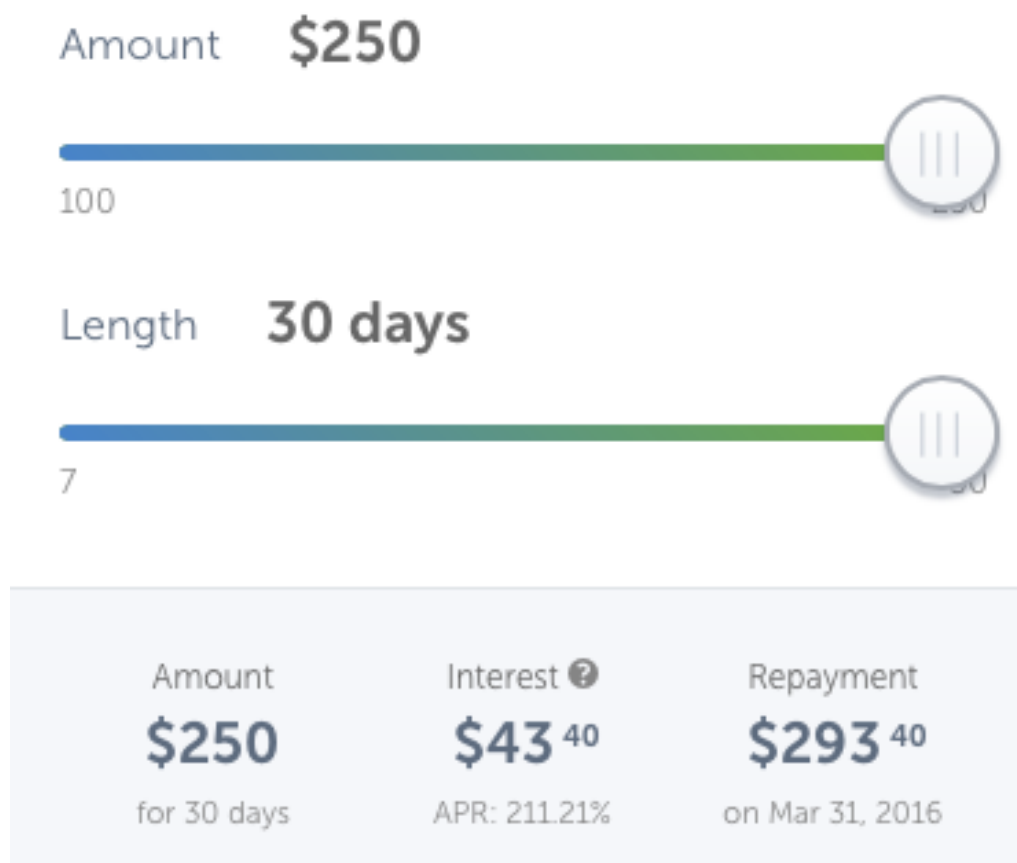 Amount $250
100
Length 30 days
7
Amount Interest ? Repayment
$250 $43 40 $293 40
for 30 days APR: 211.21% on Mar 31, 2016